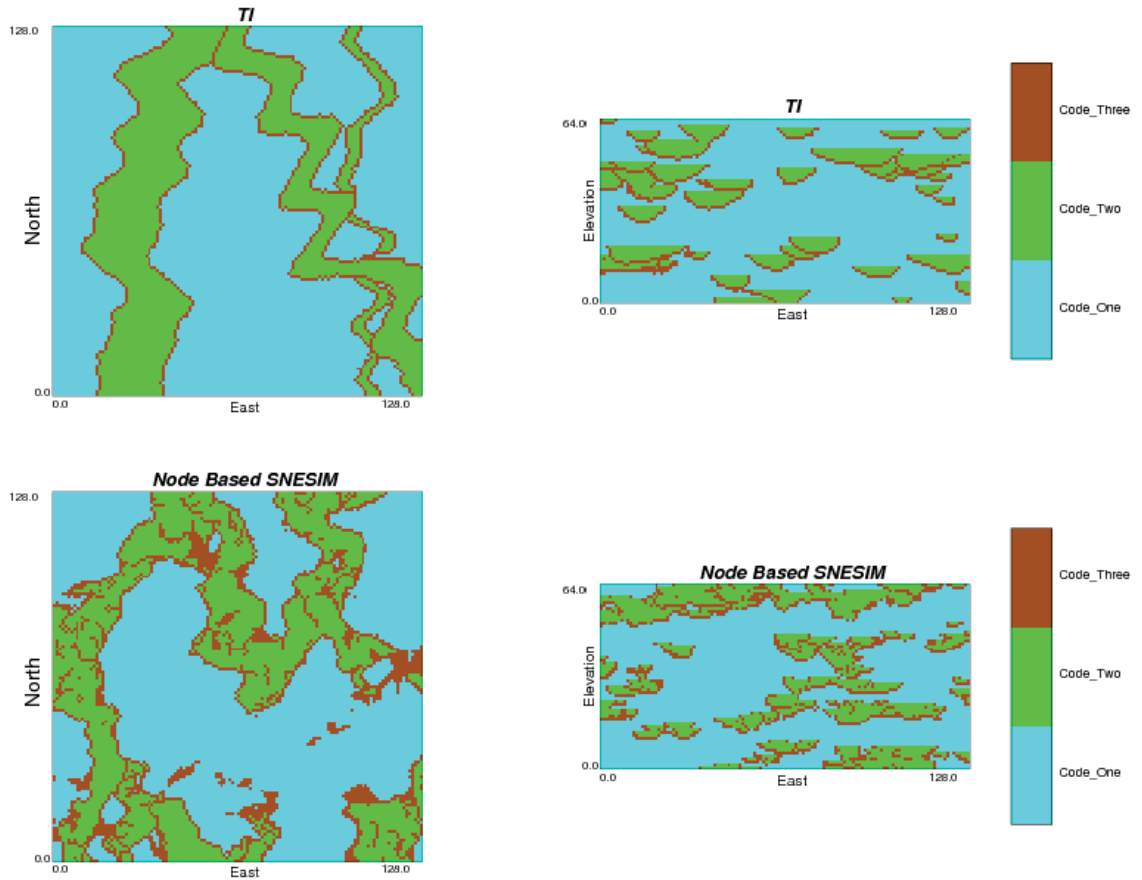 TI
128.0
North
0.0
0.0
128.0
East
TI
64.0
Elevation
0.0
0.0
128.0
East
Code_Three
Code_Two
Code_One
Node Based SNESIM
128.0
North
0.0
0.0
128.0
East
Node Based SNESIM
64.0
Elevation
0.0
0.0
128.0
East
Code_Three
Code_Two
Code_One